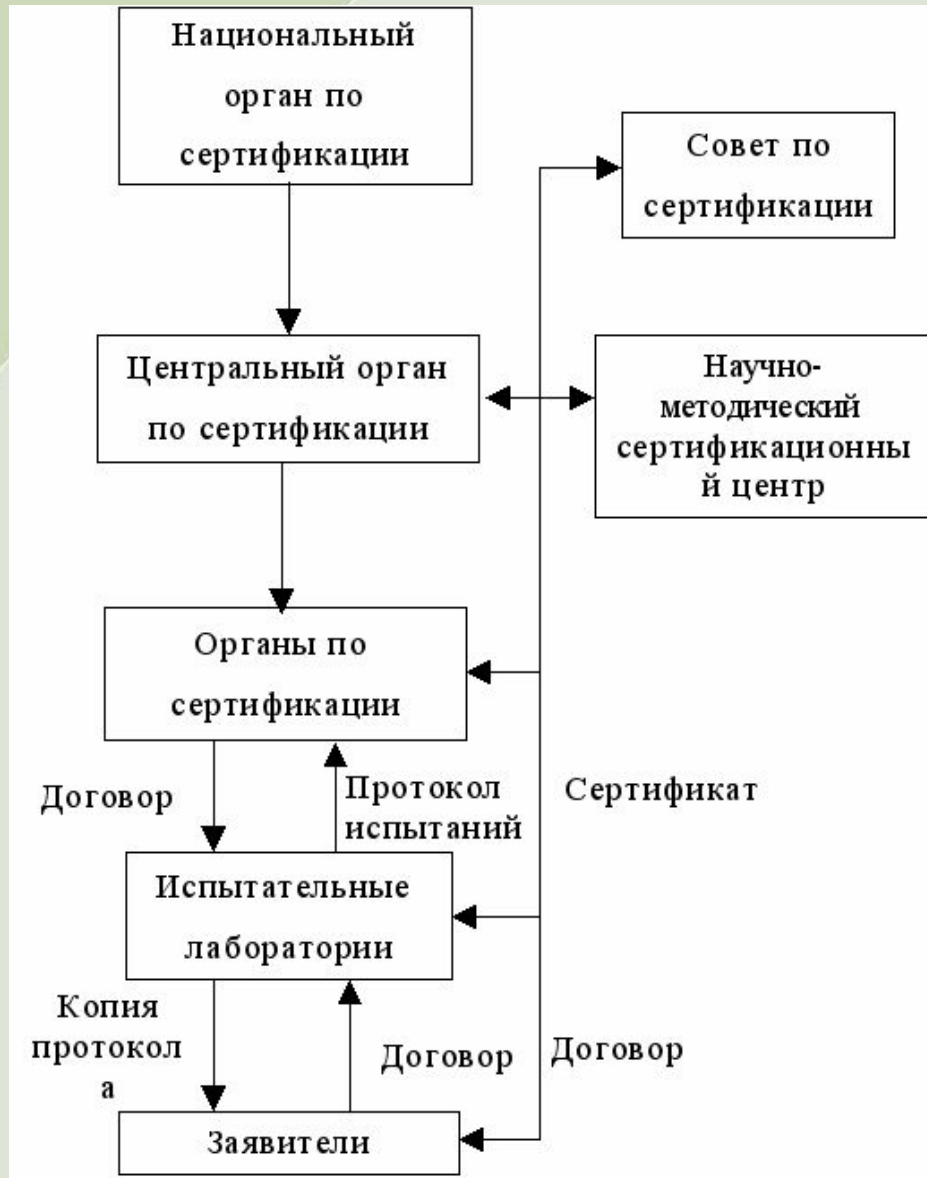 Национальный
орган по
сертификации
Совет по
сертификации
Центральный орган
по сертификации
Научно-
методический
сертификационны
й центр
Органы по
сертификации
Договор
Протокол
испытаний
Сертификат
Испытательные
лаборатории
Копия
протокол
а
Договор
Договор
Заявители